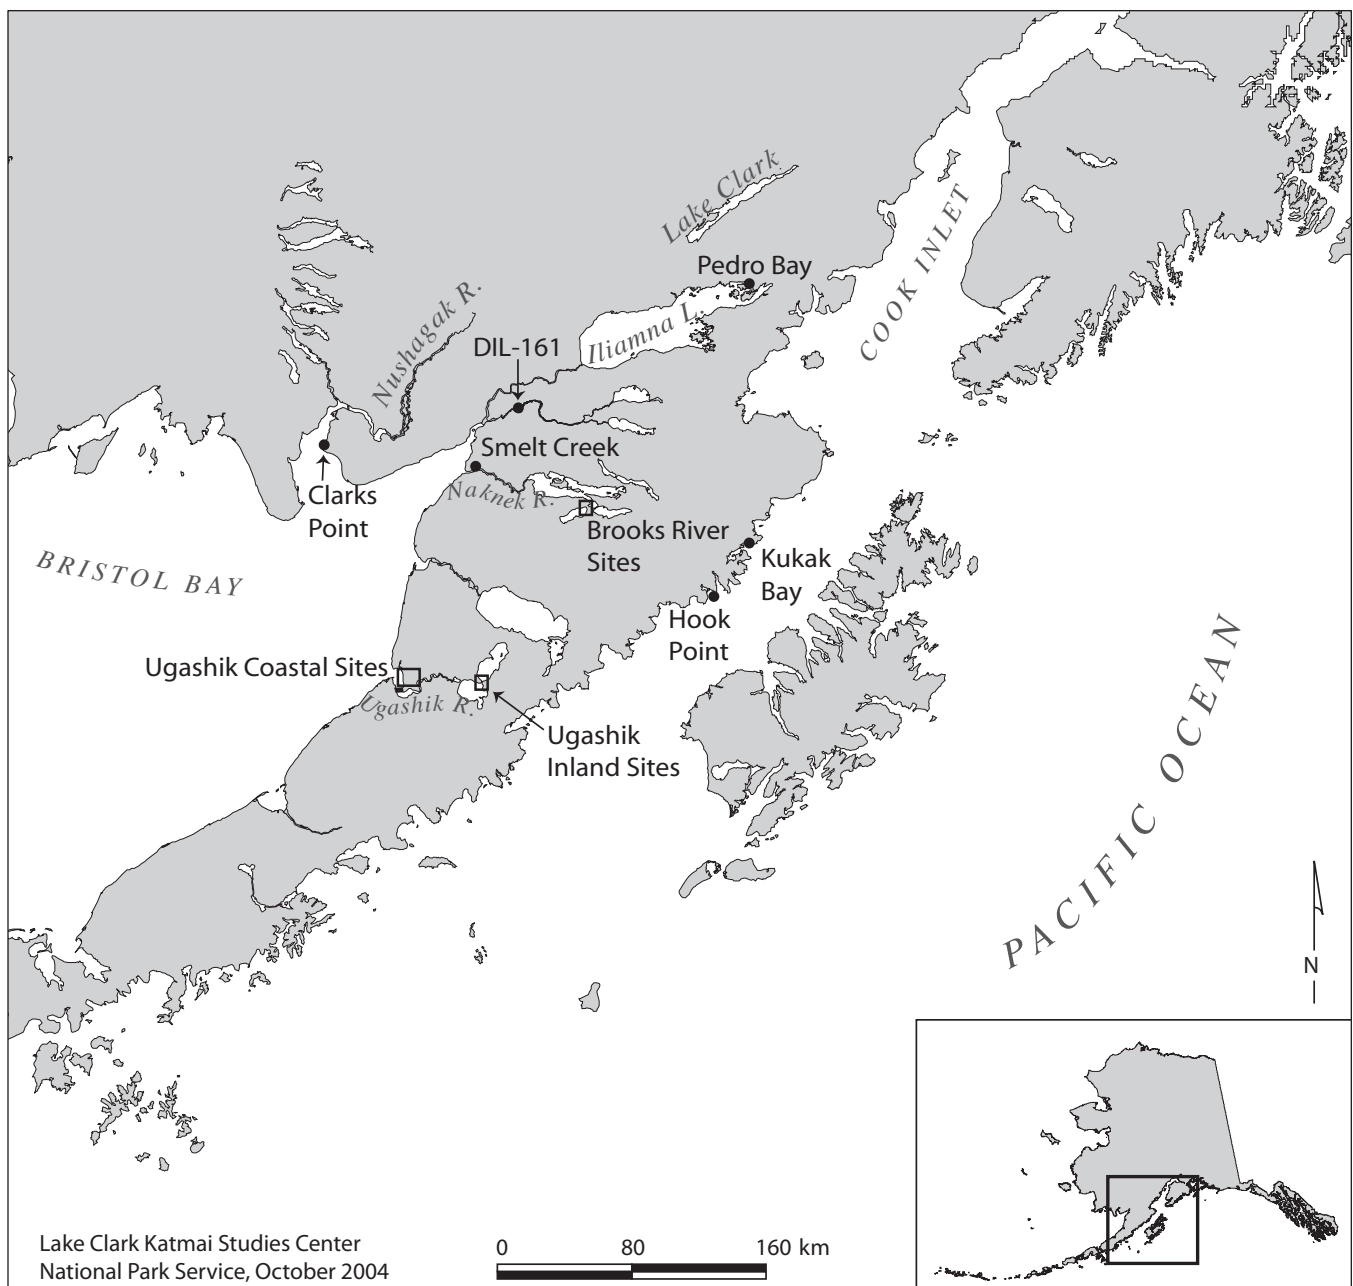 Lake Clark
COOK INLET
Pedro Bay
Nushagak R.
Iliamna L.
DIL-161
Smelt Creek
Clarks
Point
Naknek R.
Brooks River
Sites
BRISTOL BAY
Kukak
Bay
Hook
Point
Ugashik Coastal Sites
Ugashik R.
Ugashik
Inland Sites
PACIFIC OCEAN
N
Lake Clark Katmai Studies Center
National Park Service, October 2004
0 80 160 km